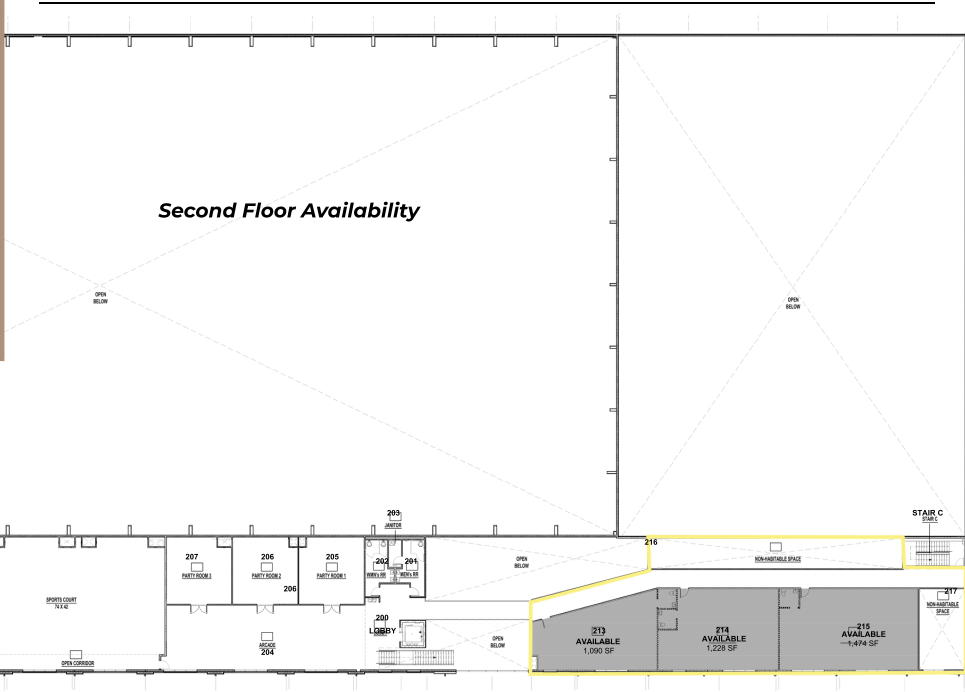 Second Floor Availability
OPEN
BELOW
OPEN
BELOW
203
JANITOR
STAIR C
STAIR C
207
PARTY ROOM 3
206
PARTY ROOM 2
206
205
PARTY ROOM 1
202
WMN's RR
201
MEN's RR
OPEN
BELOW
216
NON-HABITABLE SPACE
217
NON-HABITABLE
SPACE
SPORTS COURT
74 X 42
OPEN CORRIDOR
ARCADE
204
200
LOBBY
OPEN
BELOW
213
AVAILABLE
1,090 SF
214
AVAILABLE
1,228 SF
215
AVAILABLE
1,474 SF